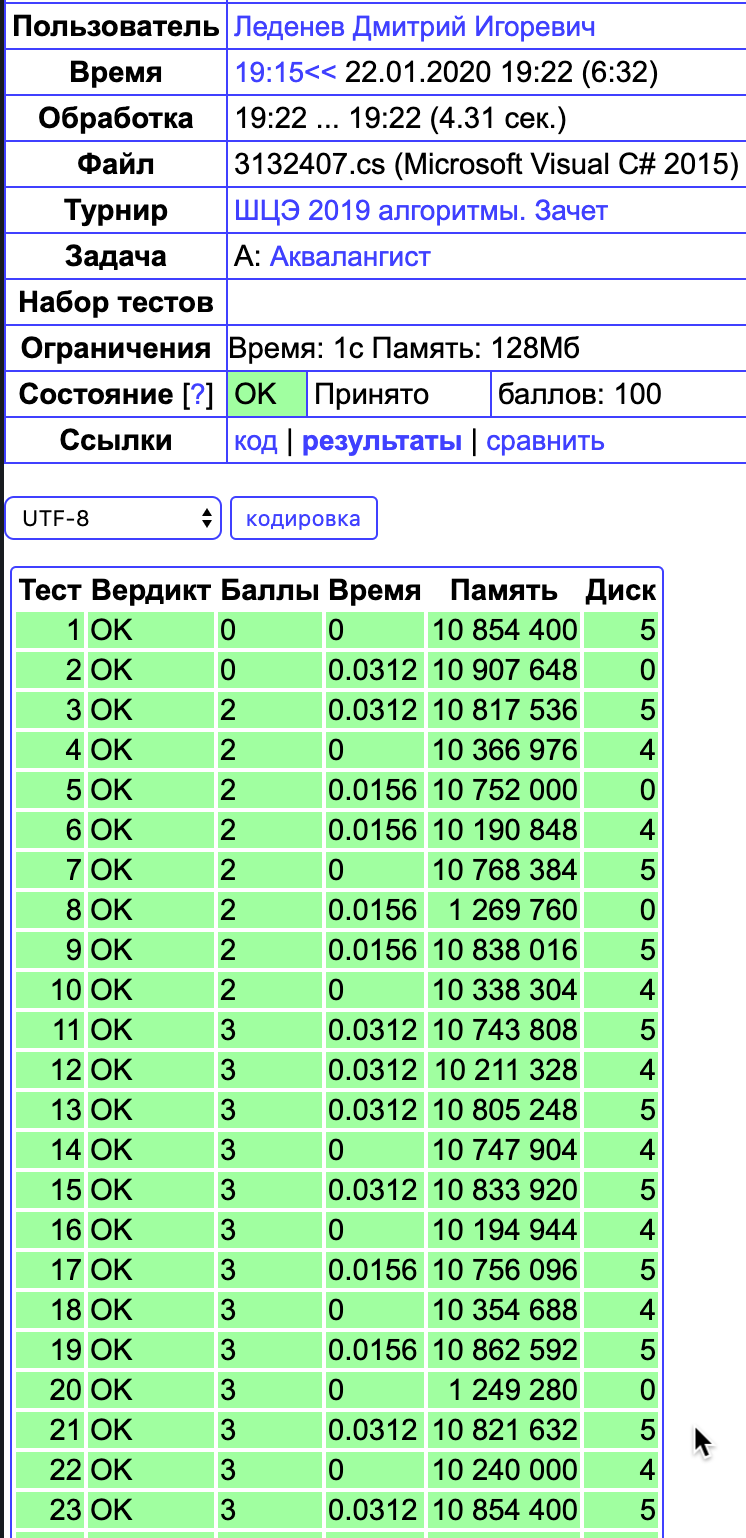 Пользователь Леденев Дмитрий Игоревич
Время 19:15<< 22.01.2020 19:22 (6:32)
Обработка 19:22 ... 19:22 (4.31 сек.)
Файл 3132407.cs (Microsoft Visual C# 2015)
Турнир ШЦЭ 2019 алгоритмы. Зачет
Задача A: Аквалангист
Набор тестов
Ограничения Время: 1с Память: 128Мб
Состояние [?] OK Принято баллов: 100
Ссылки код | результаты | сравнить
UTF-8 кодировка
Тест Вердикт Баллы Время Память Диск
1 OK 0 0 10 854 400 5
2 OK 0 0.0312 10 907 648 0
3 OK 2 0.0312 10 817 536 5
4 OK 2 0 10 366 976 4
5 OK 2 0.0156 10 752 000 0
6 OK 2 0.0156 10 190 848 4
7 OK 2 0 10 768 384 5
8 OK 2 0.0156 1 269 760 0
9 OK 2 0.0156 10 838 016 5
10 OK 2 0 10 338 304 4
11 OK 3 0.0312 10 743 808 5
12 OK 3 0.0312 10 211 328 4
13 OK 3 0.0312 10 805 248 5
14 OK 3 0 10 747 904 4
15 OK 3 0.0312 10 833 920 5
16 OK 3 0 10 194 944 4
17 OK 3 0.0156 10 756 096 5
18 OK 3 0 10 354 688 4
19 OK 3 0.0156 10 862 592 5
20 OK 3 0 1 249 280 0
21 OK 3 0.0312 10 821 632 5
22 OK 3 0 10 240 000 4
23 OK 3 0.0312 10 854 400 5